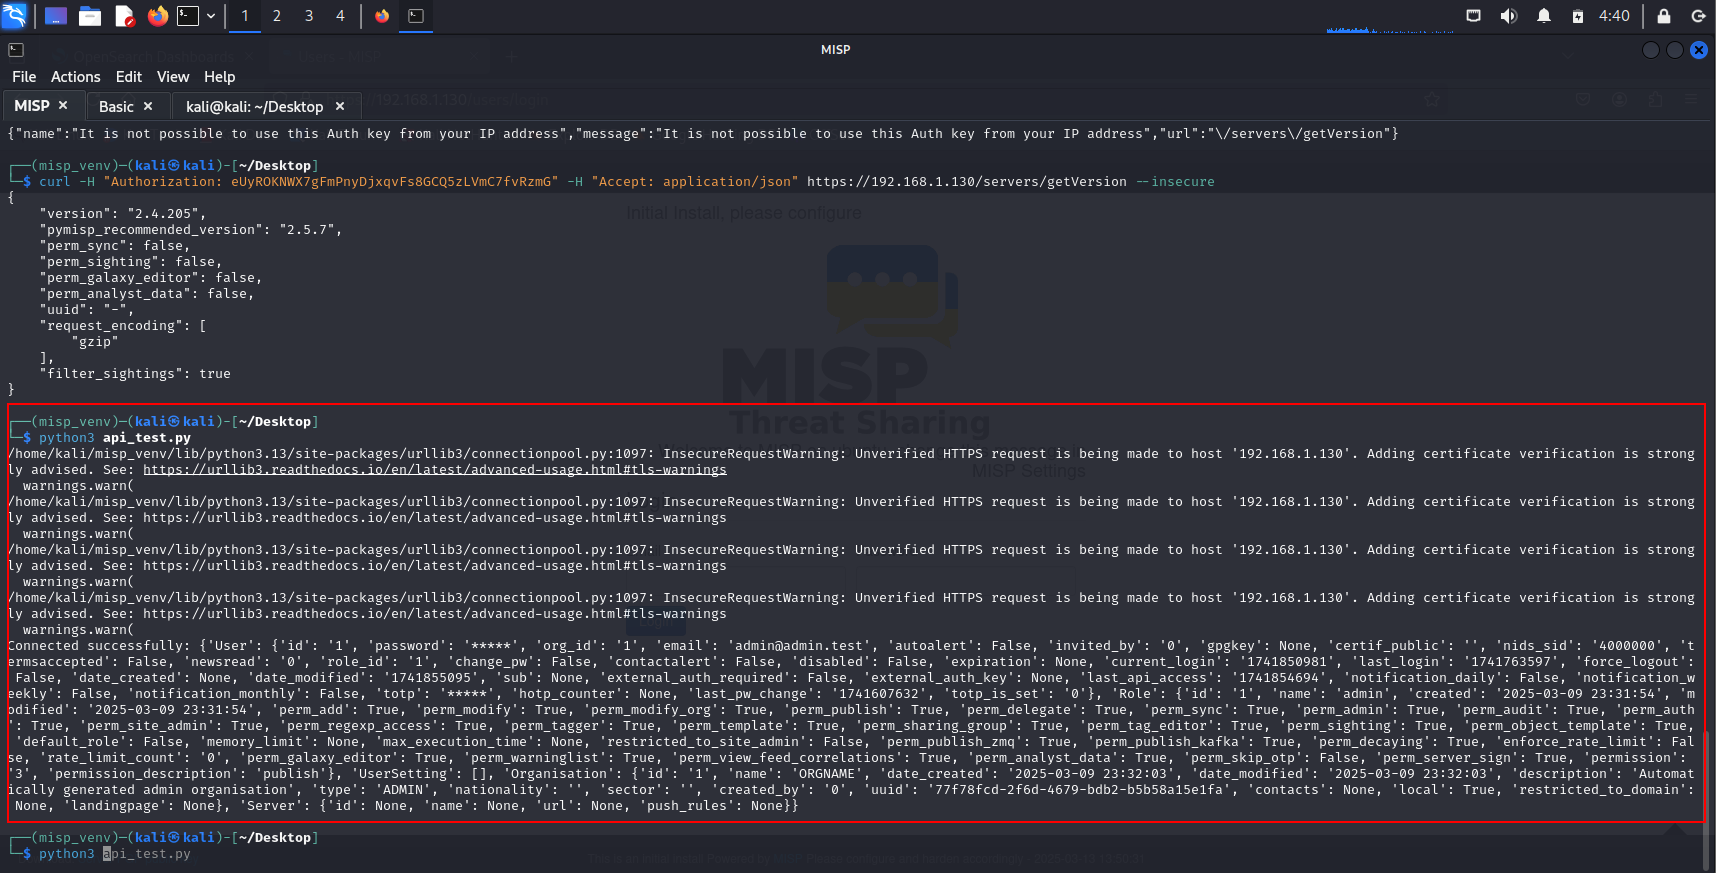 1 2 3 4 4:40
MISP
File Actions Edit View Help
MISP × Basic × kali@kali: ~/Desktop ×
{"name":"It is not possible to use this Auth key from your IP address","message":"It is not possible to use this Auth key from your IP address","url":"\/servers\/getVersion"}
┌──(misp_venv)─(kali㉿kali)-[~/Desktop]
└─$ curl -H "Authorization: eUyROKNWX7gFmPnyDjxqvFs8GCQ5zLVmC7fvRzmG" -H "Accept: application/json" https://192.168.1.130/servers/getVersion --insecure
{
    "version": "2.4.205",
    "pymisp_recommended_version": "2.5.7",
    "perm_sync": false,
    "perm_sighting": false,
    "perm_galaxy_editor": false,
    "perm_analyst_data": false,
    "uuid": "-",
    "request_encoding": [
        "gzip"
    ],
    "filter_sightings": true
}
Initial Install, please configure
MISP
Threat Sharing
MISP Settings
┌──(misp_venv)─(kali㉿kali)-[~/Desktop]
└─$ python3 api_test.py
/home/kali/misp_venv/lib/python3.13/site-packages/urllib3/connectionpool.py:1097: InsecureRequestWarning: Unverified HTTPS request is being made to host '192.168.1.130'. Adding certificate verification is strong
ly advised. See: https://urllib3.readthedocs.io/en/latest/advanced-usage.html#tls-warnings
  warnings.warn(
/home/kali/misp_venv/lib/python3.13/site-packages/urllib3/connectionpool.py:1097: InsecureRequestWarning: Unverified HTTPS request is being made to host '192.168.1.130'. Adding certificate verification is strong
ly advised. See: https://urllib3.readthedocs.io/en/latest/advanced-usage.html#tls-warnings
  warnings.warn(
/home/kali/misp_venv/lib/python3.13/site-packages/urllib3/connectionpool.py:1097: InsecureRequestWarning: Unverified HTTPS request is being made to host '192.168.1.130'. Adding certificate verification is strong
ly advised. See: https://urllib3.readthedocs.io/en/latest/advanced-usage.html#tls-warnings
  warnings.warn(
/home/kali/misp_venv/lib/python3.13/site-packages/urllib3/connectionpool.py:1097: InsecureRequestWarning: Unverified HTTPS request is being made to host '192.168.1.130'. Adding certificate verification is strong
ly advised. See: https://urllib3.readthedocs.io/en/latest/advanced-usage.html#tls-warnings
  warnings.warn(
Connected successfully: {'User': {'id': '1', 'password': '*****', 'org_id': '1', 'email': 'admin@admin.test', 'autoalert': False, 'invited_by': '0', 'gpgkey': None, 'certif_public': '', 'nids_sid': '4000000', 't
ermsaccepted': False, 'newsread': '0', 'role_id': '1', 'change_pw': False, 'contactalert': False, 'disabled': False, 'expiration': None, 'current_login': '1741850981', 'last_login': '1741763597', 'force_logout':
 False, 'date_created': None, 'date_modified': '1741855095', 'sub': None, 'external_auth_required': False, 'external_auth_key': None, 'last_api_access': '1741854694', 'notification_daily': False, 'notification_w
eekly': False, 'notification_monthly': False, 'totp': '*****', 'hotp_counter': None, 'last_pw_change': '1741607632', 'totp_is_set': '0'}, 'Role': {'id': '1', 'name': 'admin', 'created': '2025-03-09 23:31:54', 'm
odified': '2025-03-09 23:31:54', 'perm_add': True, 'perm_modify': True, 'perm_modify_org': True, 'perm_publish': True, 'perm_delegate': True, 'perm_sync': True, 'perm_admin': True, 'perm_audit': True, 'perm_auth
': True, 'perm_site_admin': True, 'perm_regexp_access': True, 'perm_tagger': True, 'perm_template': True, 'perm_sharing_group': True, 'perm_tag_editor': True, 'perm_sighting': True, 'perm_object_template': True,
 'default_role': False, 'memory_limit': None, 'max_execution_time': None, 'restricted_to_site_admin': False, 'perm_publish_zmq': True, 'perm_publish_kafka': True, 'perm_decaying': True, 'enforce_rate_limit': Fal
se, 'rate_limit_count': '0', 'perm_galaxy_editor': True, 'perm_warninglist': True, 'perm_view_feed_correlations': True, 'perm_analyst_data': True, 'perm_skip_otp': False, 'perm_server_sign': True, 'permission':
'3', 'permission_description': 'publish'}, 'UserSetting': [], 'Organisation': {'id': '1', 'name': 'ORGNAME', 'date_created': '2025-03-09 23:32:03', 'date_modified': '2025-03-09 23:32:03', 'description': 'Automat
ically generated admin organisation', 'type': 'ADMIN', 'nationality': '', 'sector': '', 'created_by': '0', 'uuid': '77f78fcd-2f6d-4679-bdb2-b5b58a15e1fa', 'contacts': None, 'local': True, 'restricted_to_domain':
 None, 'landingpage': None}, 'Server': {'id': None, 'name': None, 'url': None, 'push_rules': None}}
┌──(misp_venv)─(kali㉿kali)-[~/Desktop]
└─$ python3 api_test.py